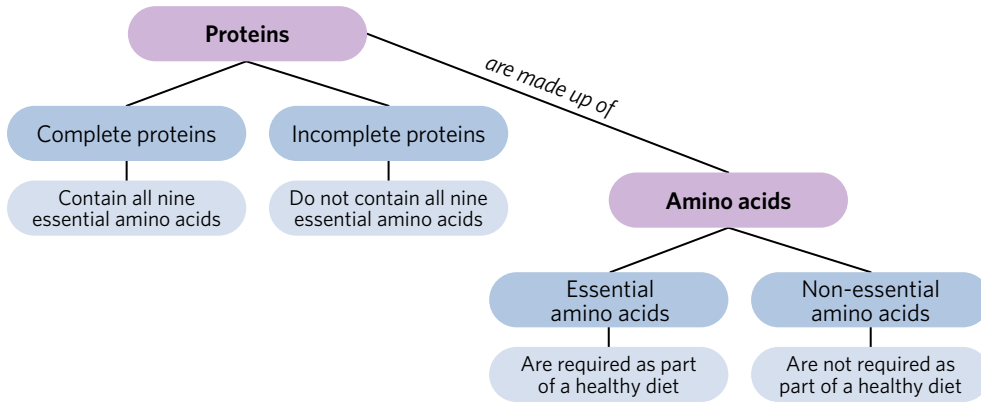 Proteins
are made up of
Complete proteins
Incomplete proteins
Contain all nine
essential amino acids
Do not contain all nine
essential amino acids
Amino acids
Essential
amino acids
Non-essential
amino acids
Are required as part
of a healthy diet
Are not required as
part of a healthy diet